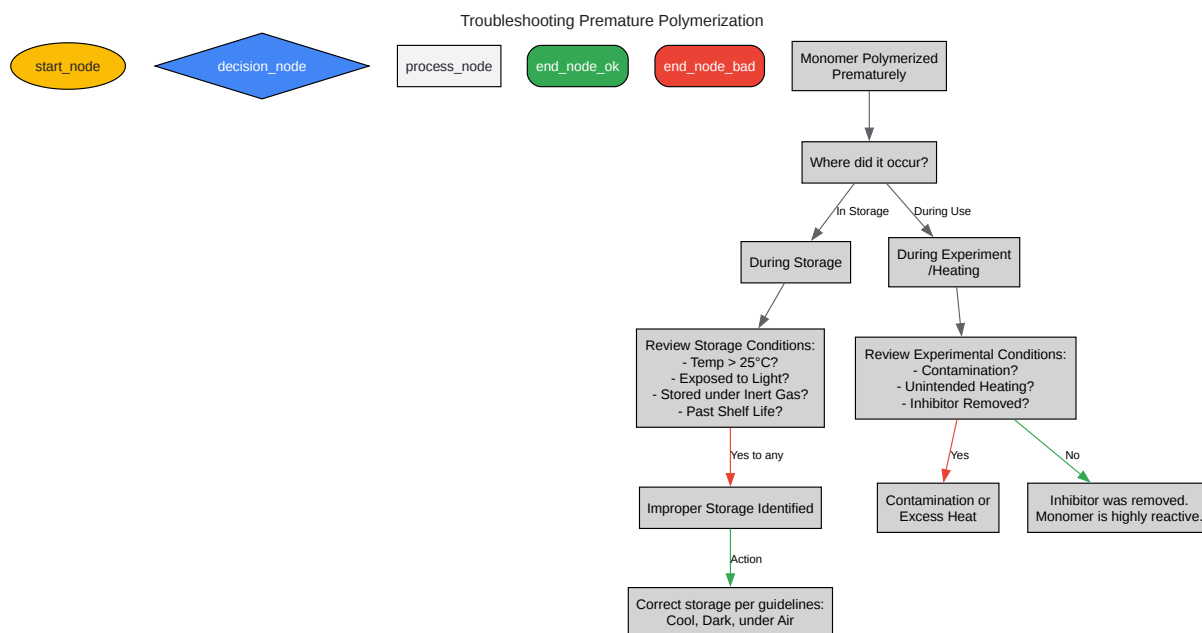 Troubleshooting Premature Polymerization
start_node
decision_node
process_node
end_node_ok
end_node_bad
Monomer Polymerized
Prematurely
Where did it occur?
In Storage
During Use
During Storage
During Experiment
/Heating
Review Storage Conditions:
- Temp > 25°C?
- Exposed to Light?
- Stored under Inert Gas?
- Past Shelf Life?
Review Experimental Conditions:
- Contamination?
- Unintended Heating?
- Inhibitor Removed?
Yes to any
Yes
No
Improper Storage Identified
Contamination or
Excess Heat
Inhibitor was removed.
Monomer is highly reactive.
Action
Correct storage per guidelines:
Cool, Dark, under Air